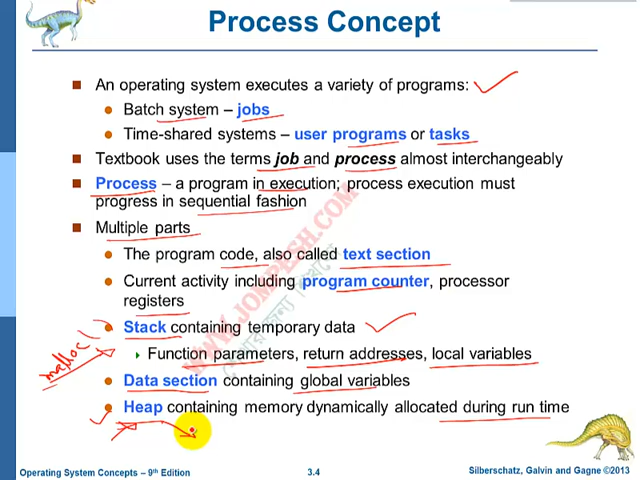 Process Concept
An operating system executes a variety of programs:
Batch system – jobs
Time-shared systems – user programs or tasks
Textbook uses the terms job and process almost interchangeably
Process – a program in execution; process execution must
progress in sequential fashion
Multiple parts
The program code, also called text section
Current activity including program counter, processor
registers
Stack containing temporary data
Function parameters, return addresses, local variables
Data section containing global variables
Heap containing memory dynamically allocated during run time
malloc(
WWW.JOMPESH.COM
Operating System Concepts – 9th Edition
3.4
Silberschatz, Galvin and Gagne ©2013